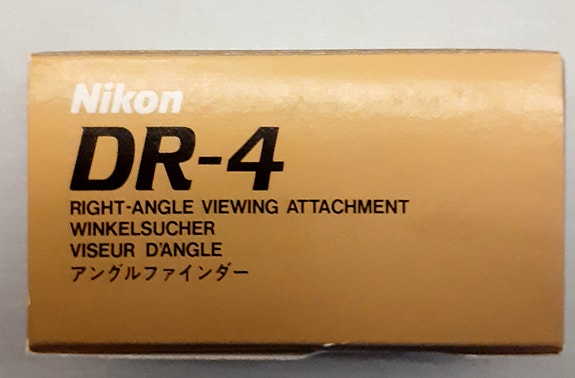 Nikon
DR-4
RIGHT-ANGLE VIEWING ATTACHMENT
WINKELSUCHER
VISEUR D'ANGLE
アングルファインダー